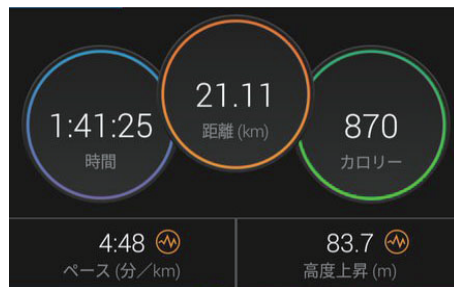 1:41:25
時間
21.11
距離 (km)
870
カロリー
4:48
ペース (分／km)
83.7
高度上昇 (m)